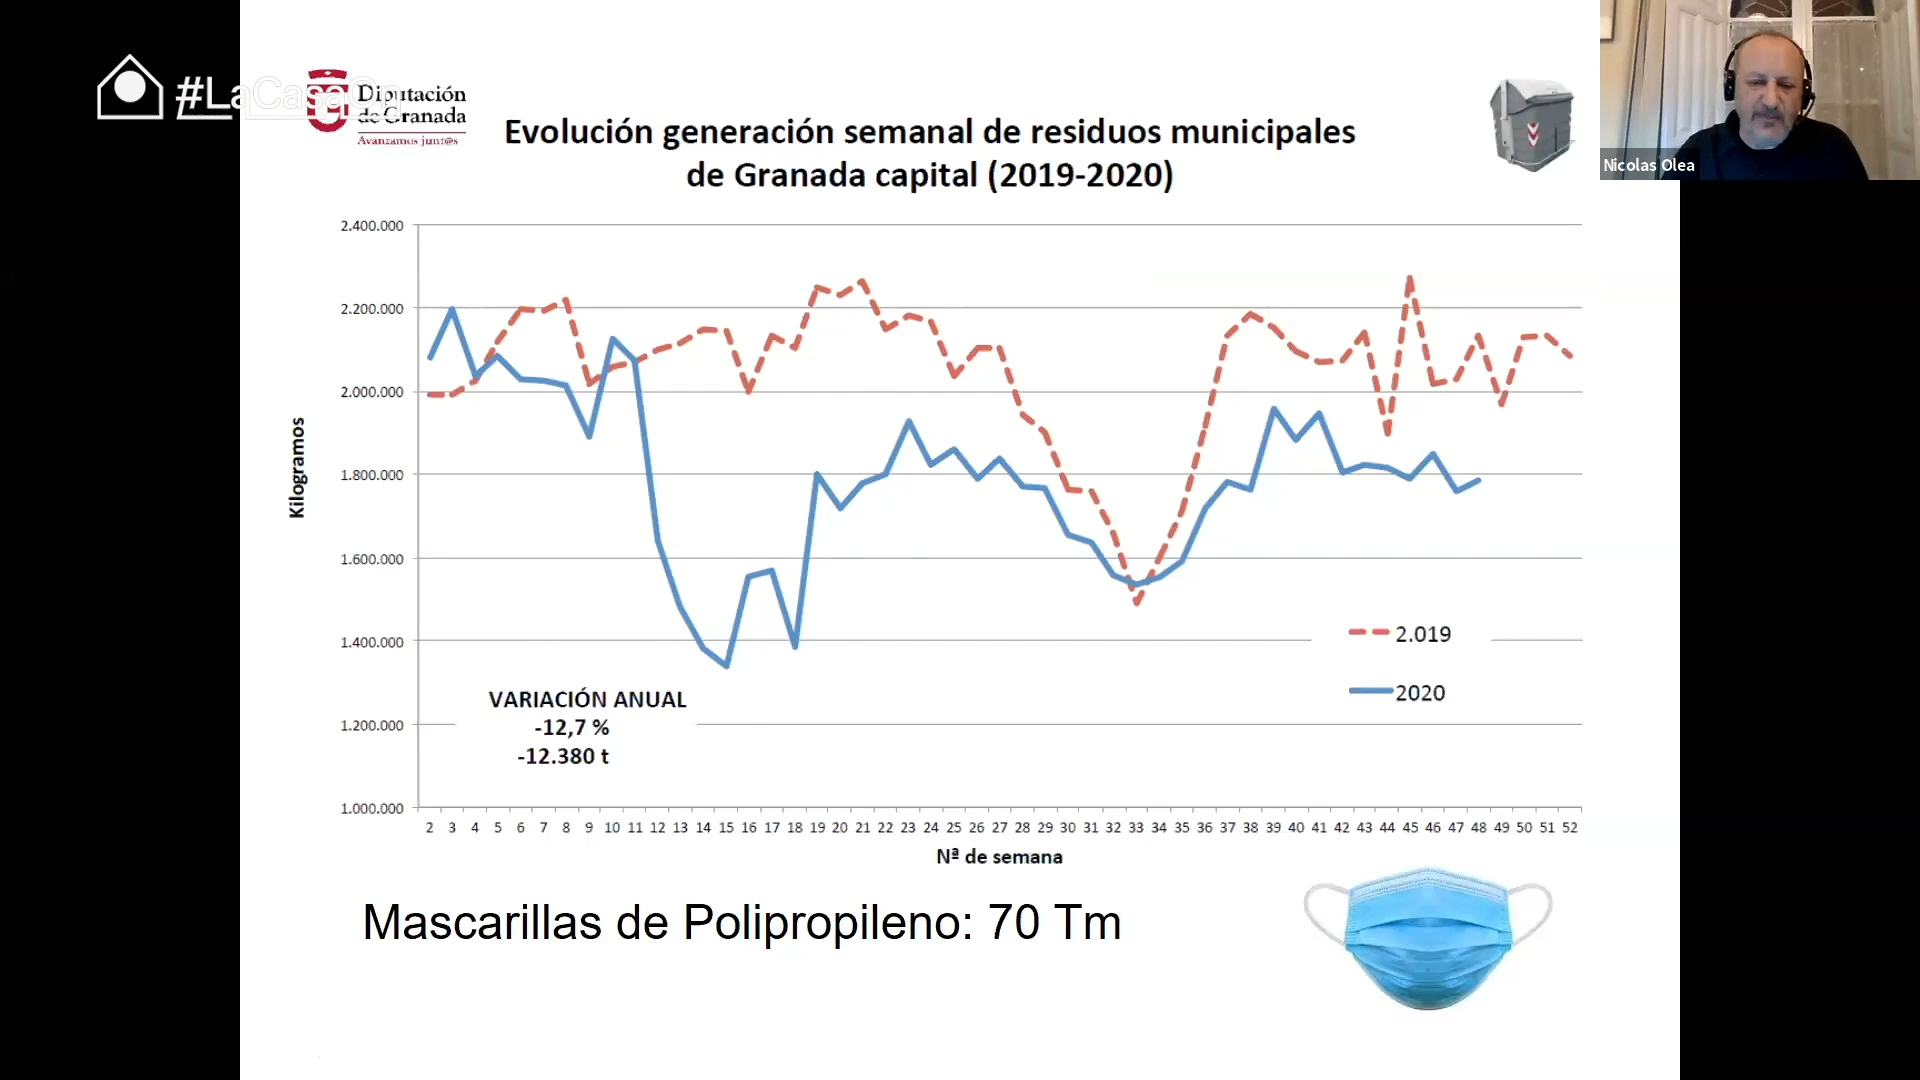 #LaCasaOn
Diputación
de Granada
Avanzamos junt@s
Evolución generación semanal de residuos municipales
de Granada capital (2019-2020)
Nicolas Olea
Kilogramos
2.400.000
2.200.000
2.000.000
1.800.000
1.600.000
1.400.000
1.200.000
1.000.000
2.019
2020
VARIACIÓN ANUAL
-12,7 %
-12.380 t
2 3 4 5 6 7 8 9 10 11 12 13 14 15 16 17 18 19 20 21 22 23 24 25 26 27 28 29 30 31 32 33 34 35 36 37 38 39 40 41 42 43 44 45 46 47 48 49 50 51 52
Nª de semana
Mascarillas de Polipropileno: 70 Tm